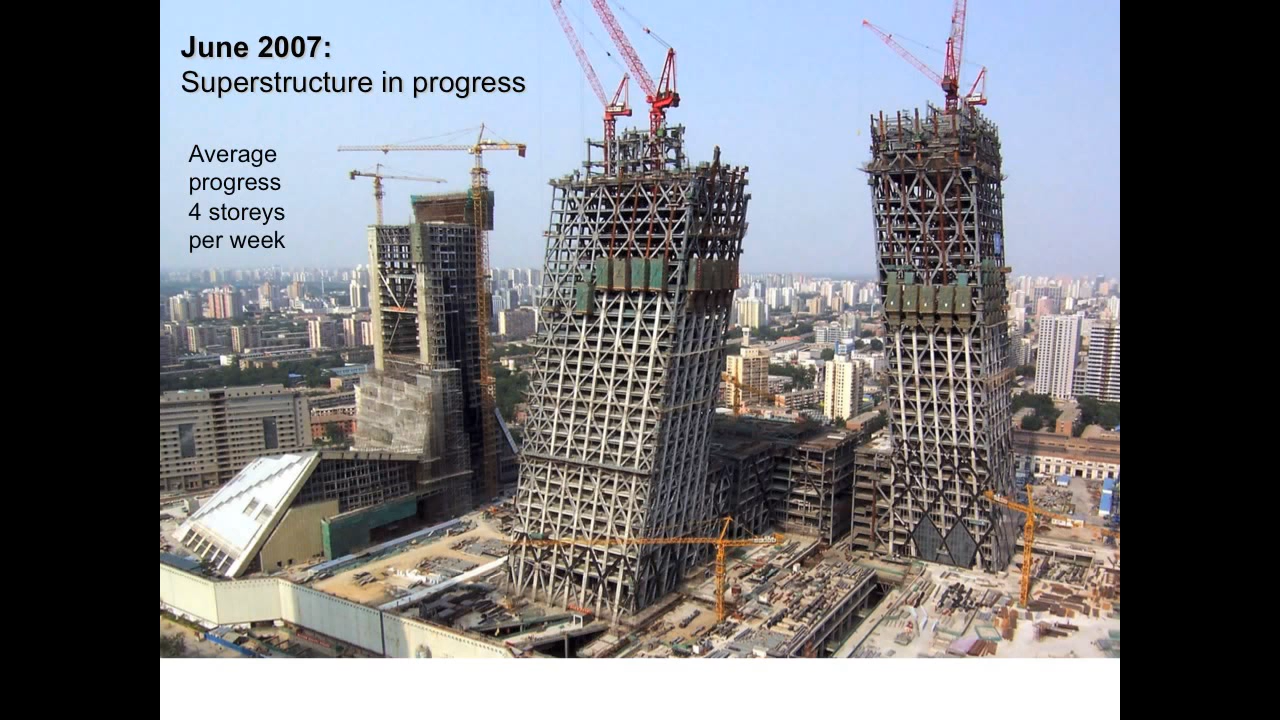 June 2007:
Superstructure in progress
Average
progress
4 storeys
per week